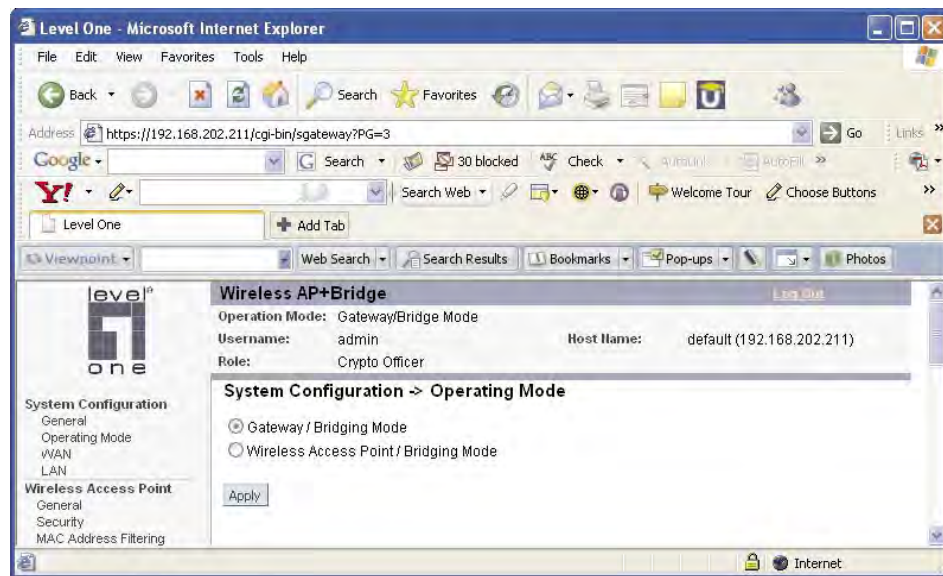 Level One - Microsoft Internet Explorer
File Edit View Favorites Tools Help
Back Search Favorites
Address https://192.168.202.211/cgi-bin/sgateway?PG=3 Go Links »
Google Search 30 blocked ABC Check AutoLink AutoFill »
Y! Search Web Welcome Tour Choose Buttons »
Level One Add Tab
Viewpoint Web Search Search Results Bookmarks Pop-ups Photos
level one
Wireless AP+Bridge Log Out
Operation Mode: Gateway/Bridge Mode
Username: admin Host Name: default (192.168.202.211)
Role: Crypto Officer
System Configuration
General
Operating Mode
WAN
LAN
Wireless Access Point
General
Security
MAC Address Filtering
System Configuration -> Operating Mode
Gateway / Bridging Mode
Wireless Access Point / Bridging Mode
Apply
Internet